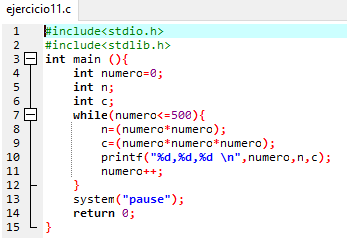 ejercicio11.c
1 #include<stdio.h>
2 #include<stdlib.h>
3 int main (){
4 int numero=0;
5 int n;
6 int c;
7 while(numero<=500){
8 n=(numero*numero);
9 c=(numero*numero*numero);
10 printf("%d,%d,%d \n",numero,n,c);
11 numero++;
12 }
13 system("pause");
14 return 0;
15 }